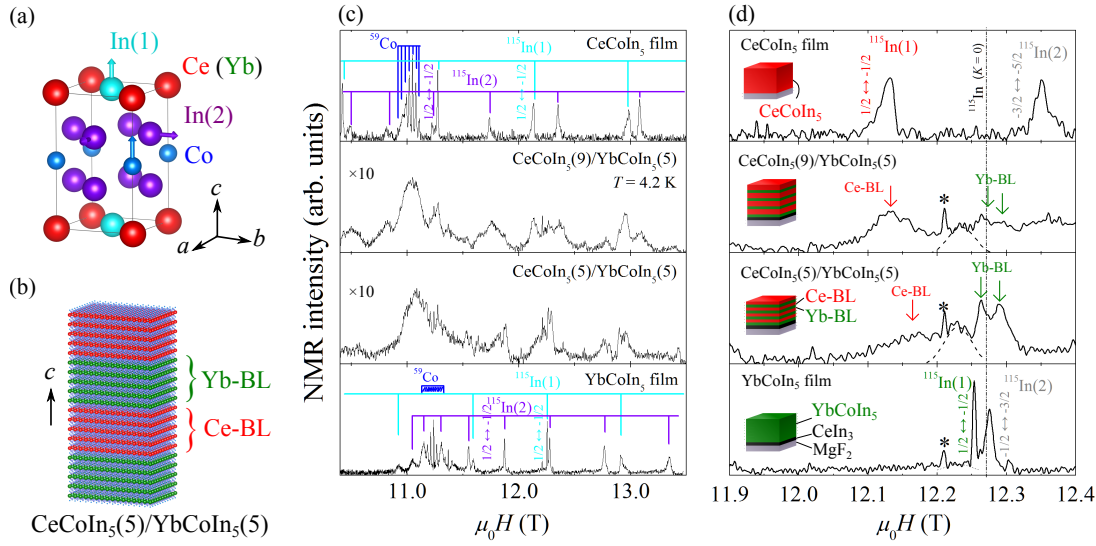 (a)
In(1)
Ce (Yb)
In(2)
Co
c
a
b
(b)
c
Yb-BL
Ce-BL
CeCoIn5(5)/YbCoIn5(5)
(c)
NMR intensity (arb. units)
⁵⁹Co
CeCoIn₅ film
¹¹⁵In(1)
¹¹⁵In(2)
1/2 ↔ -1/2
1/2 ↔ -1/2
CeCoIn₅(9)/YbCoIn₅(5)
×10
T = 4.2 K
CeCoIn₅(5)/YbCoIn₅(5)
×10
YbCoIn₅ film
⁵⁹Co
¹¹⁵In(1)
¹¹⁵In(2)
1/2 ↔ -1/2
1/2 ↔ -1/2
11.0 12.0 13.0
μ₀H (T)
(d)
CeCoIn₅ film
¹¹⁵In(1)
¹¹⁵In(2)
1/2 ↔ -1/2
¹¹⁵In (K = 0)
-3/2 ↔ -5/2
CeCoIn₅
CeCoIn₅(9)/YbCoIn₅(5)
Ce-BL
Yb-BL
*
CeCoIn₅(5)/YbCoIn₅(5)
Yb-BL
Ce-BL
Ce-BL
Yb-BL
*
YbCoIn₅ film
¹¹⁵In(1)
¹¹⁵In(2)
YbCoIn₅
CeIn₃
MgF₂
1/2 ↔ -1/2
-1/2 ↔ -3/2
*
11.9 12.0 12.1 12.2 12.3 12.4
μ₀H (T)